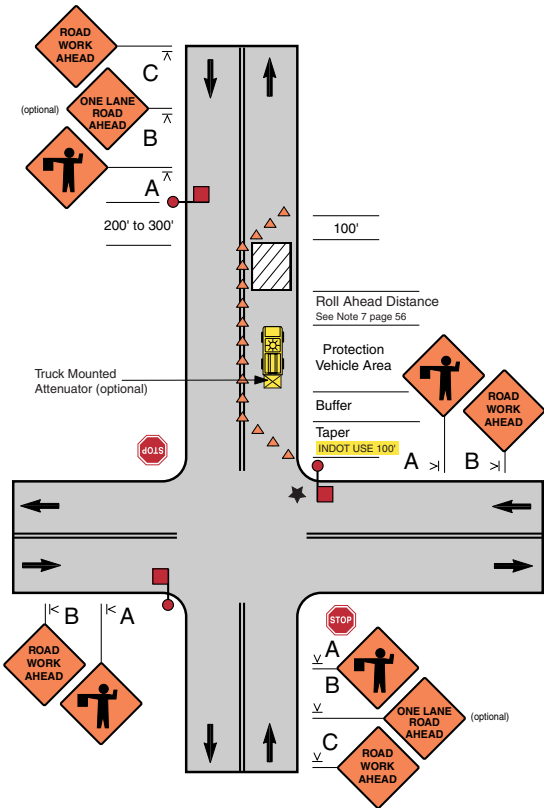 ROAD
WORK
AHEAD
C
(optional)
ONE LANE
ROAD
AHEAD
B
A
200' to 300'
100'
Roll Ahead Distance
See Note 7 page 56
Protection
Vehicle Area
Truck Mounted
Attenuator (optional)
Buffer
Taper
INDOT USE 100'
ROAD
WORK
AHEAD
A
B
STOP
B
A
ROAD
WORK
AHEAD
STOP
A
B
ONE LANE
ROAD
AHEAD
(optional)
C
ROAD
WORK
AHEAD